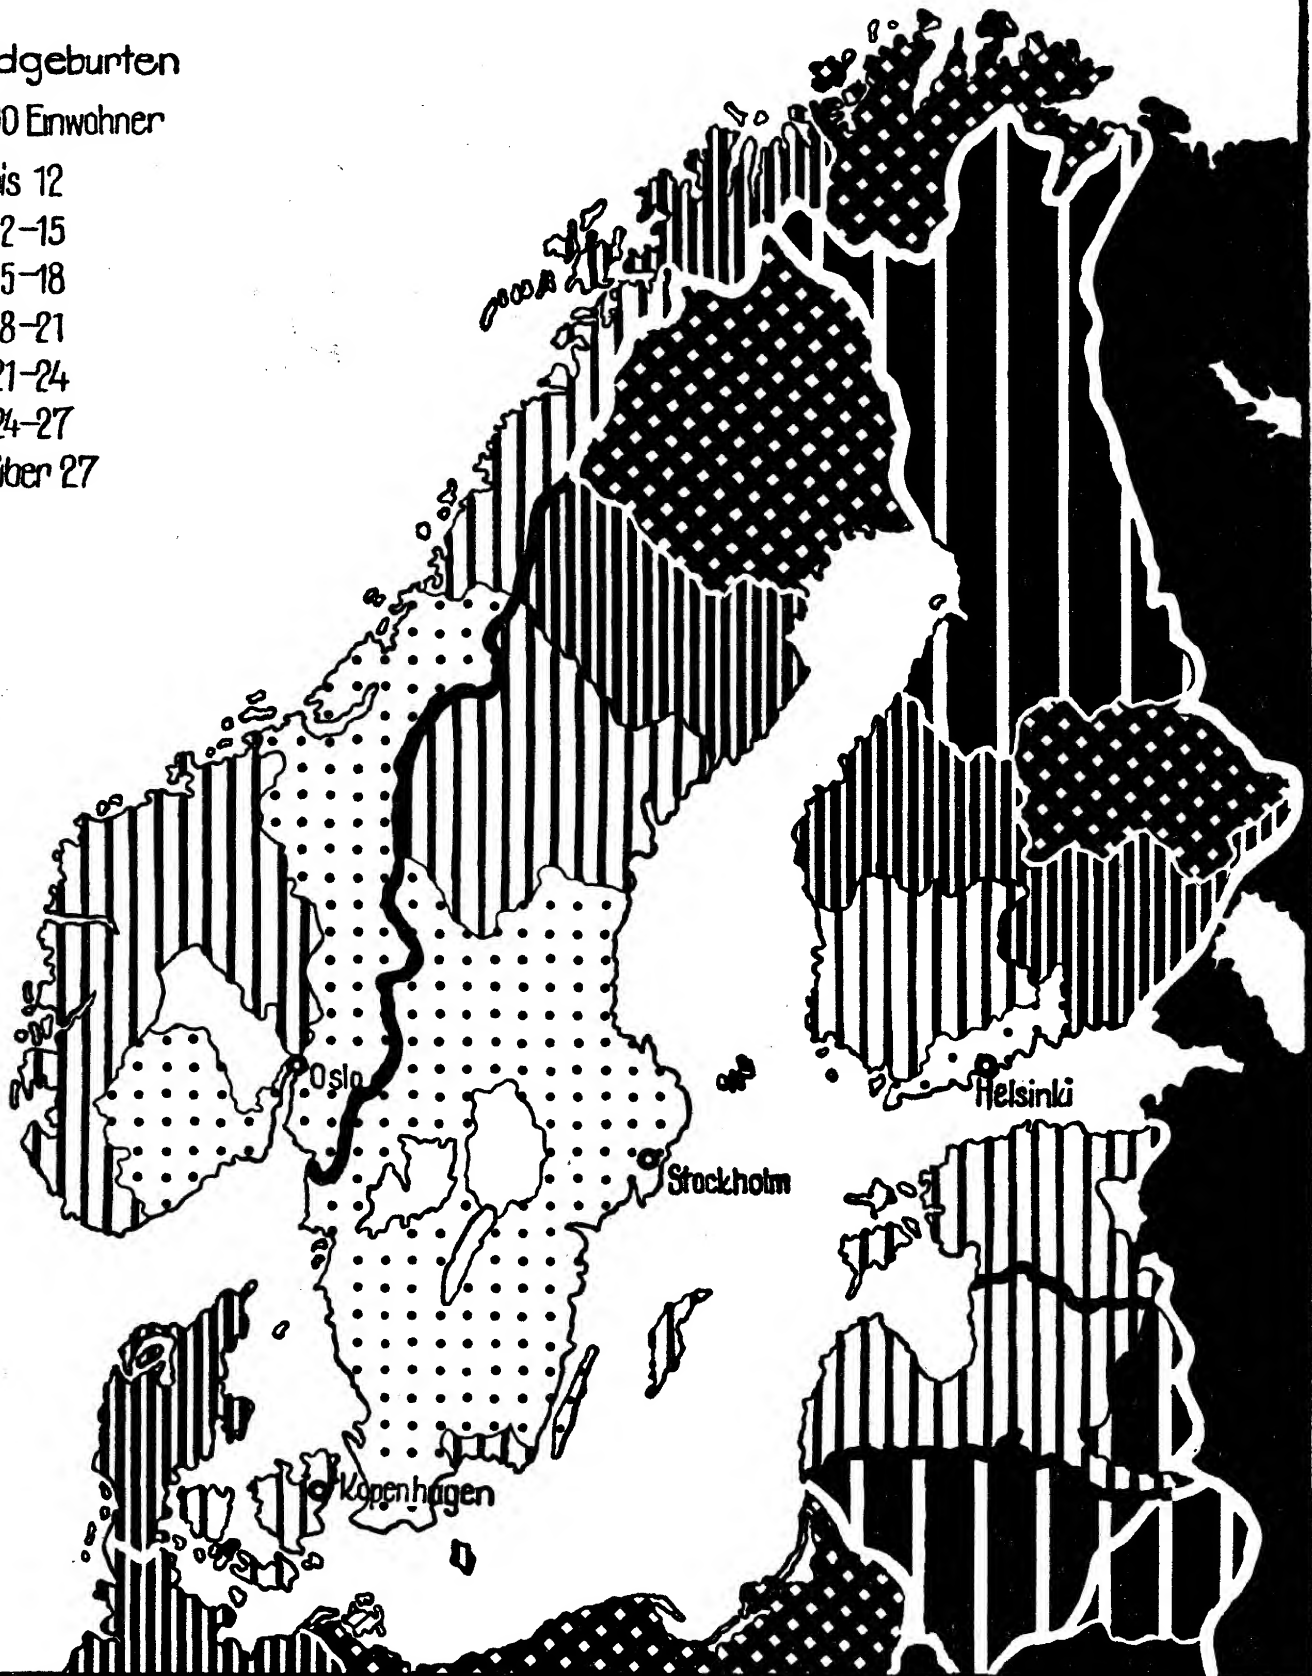 dgeburten
0 Einwohner
is 12
2–15
5–18
8–21
21–24
24–27
über 27
Oslo
Helsinki
Stockholm
Kopenhagen